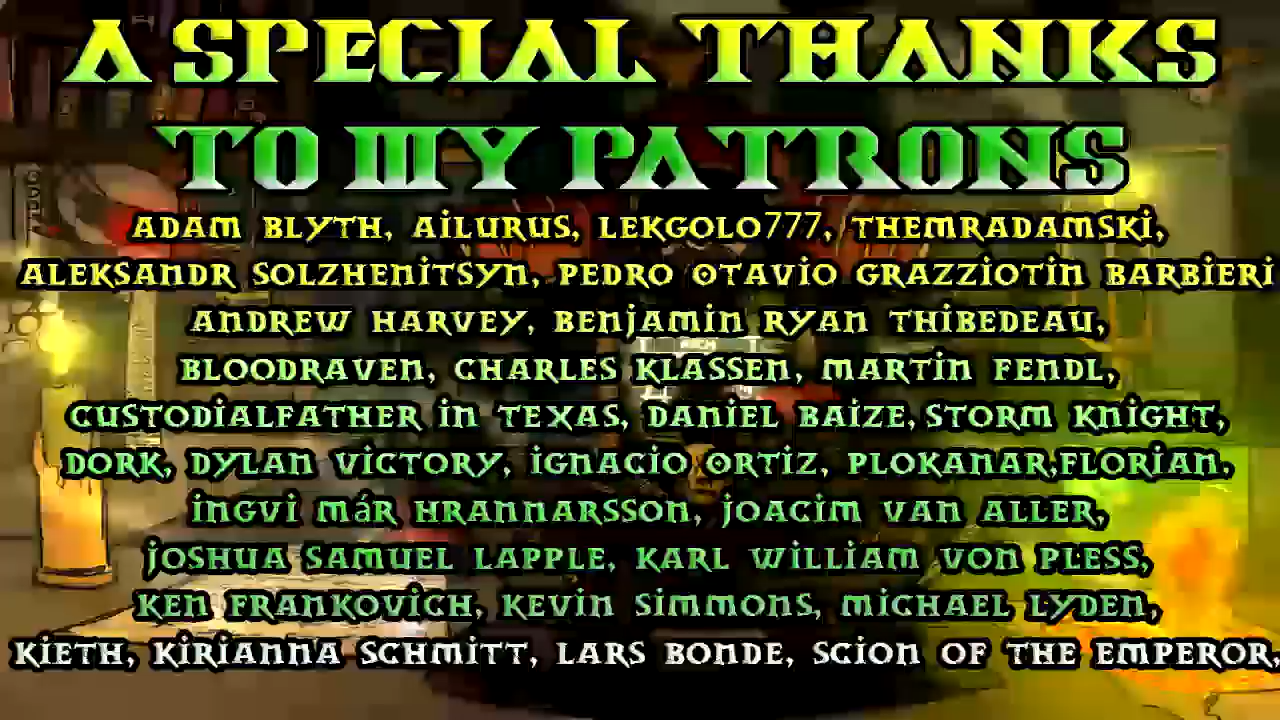 A SPECIAL THANKS
TO MY PATRONS
ADAM BLYTH, AILURUS, LEKGOLO777, THEMRADAMSKI,
ALEKSANDR SOLZHENITSYN, PEDRO OTAVIO GRAZZIOTIN BARBIERI
ANDREW HARVEY, BENJAMIN RYAN THIBEDEAU,
BLOODRAVEN, CHARLES KLASSEN, MARTIN FENDL,
CUSTODIALFATHER IN TEXAS, DANIEL BAIZE, STORM KNIGHT,
DORK, DYLAN VICTORY, IGNACIO ORTIZ, PLOKANAR,FLORIAN.
INGVI MÁR HRANNARSSON, JOACIM VAN ALLER,
JOSHUA SAMUEL LAPPLE, KARL WILLIAM VON PLESS,
KEN FRANKOVICH, KEVIN SIMMONS, MICHAEL LYDEN,
KIETH, KIRIANNA SCHMITT, LARS BONDE, SCION OF THE EMPEROR,